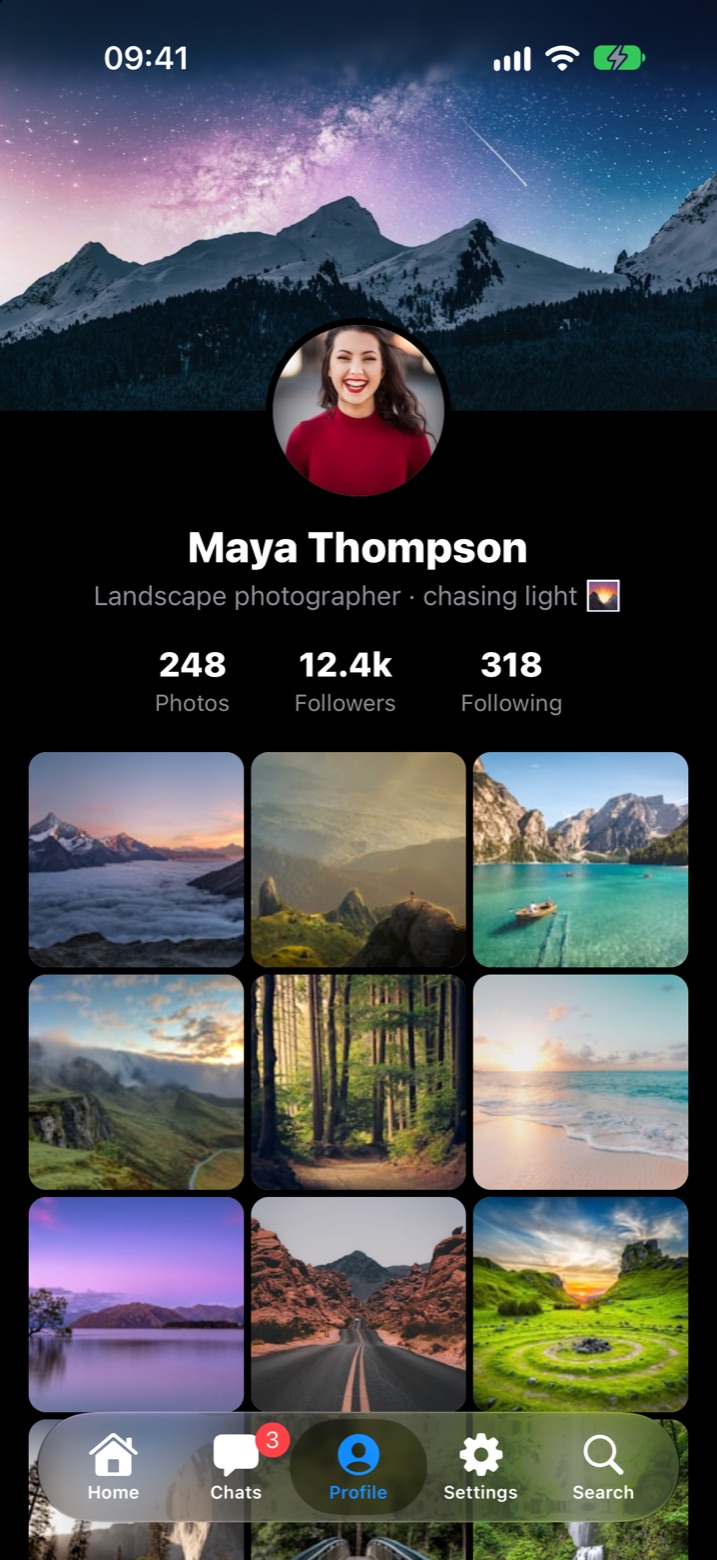 09:41
Maya Thompson
Landscape photographer · chasing light 🌄
248 12.4k 318
Photos Followers Following
3
Home Chats Profile Settings Search